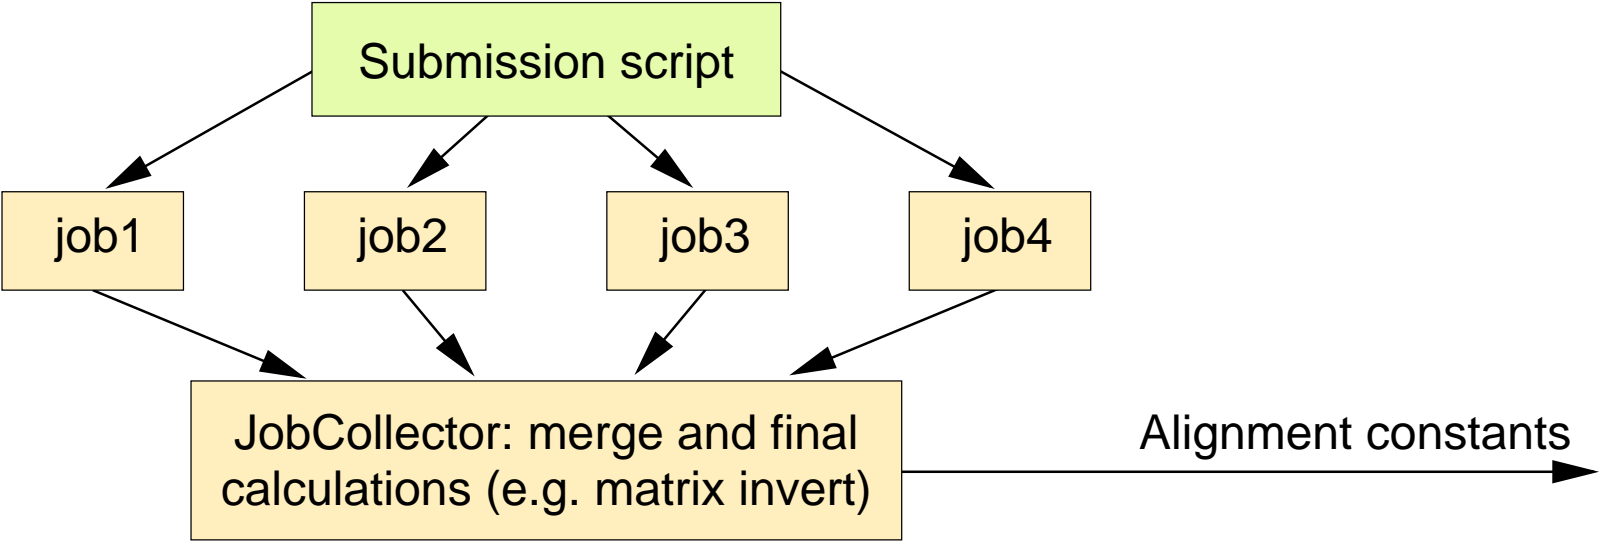 Submission script
job1
job2
job3
job4
JobCollector: merge and final
calculations (e.g. matrix invert)
Alignment constants